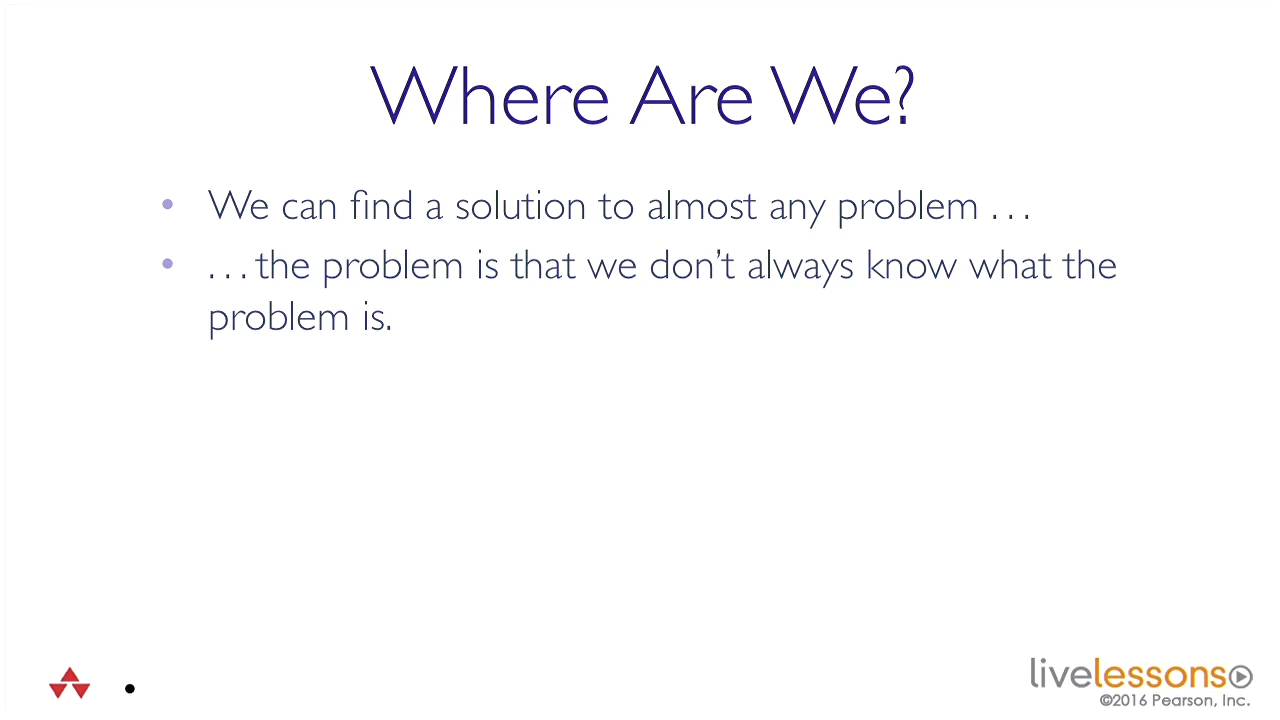 Where Are We?
• We can find a solution to almost any problem . . .
• . . . the problem is that we don’t always know what the
problem is.
livelessons
©2016 Pearson, Inc.